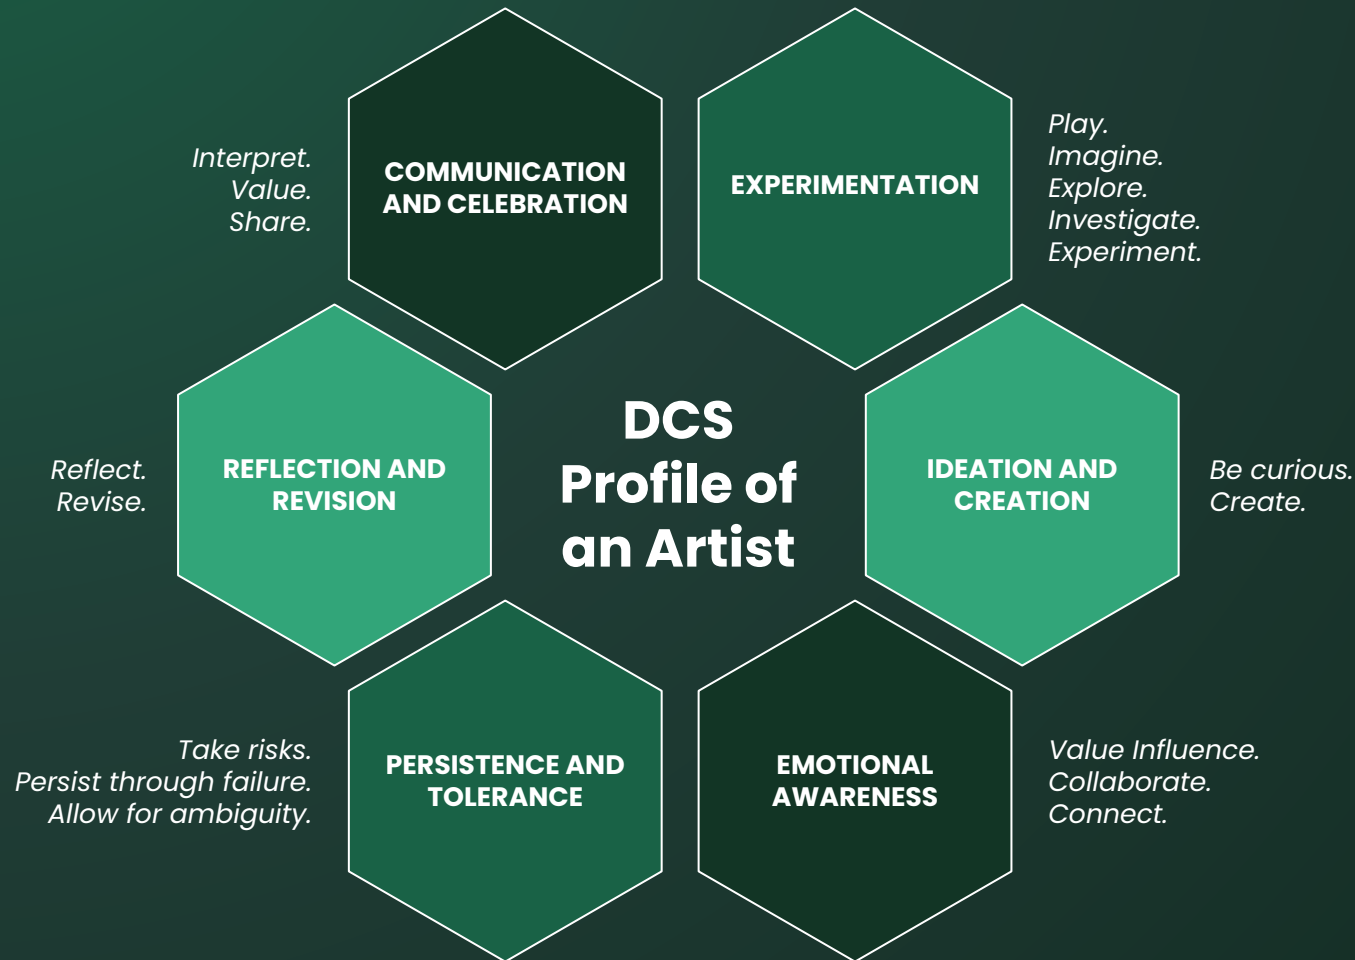 Interpret.
Value.
Share.
COMMUNICATION
AND CELEBRATION
EXPERIMENTATION
Play.
Imagine.
Explore.
Investigate.
Experiment.
Reflect.
Revise.
REFLECTION AND
REVISION
DCS
Profile of
an Artist
IDEATION AND
CREATION
Be curious.
Create.
Take risks.
Persist through failure.
Allow for ambiguity.
PERSISTENCE AND
TOLERANCE
EMOTIONAL
AWARENESS
Value Influence.
Collaborate.
Connect.